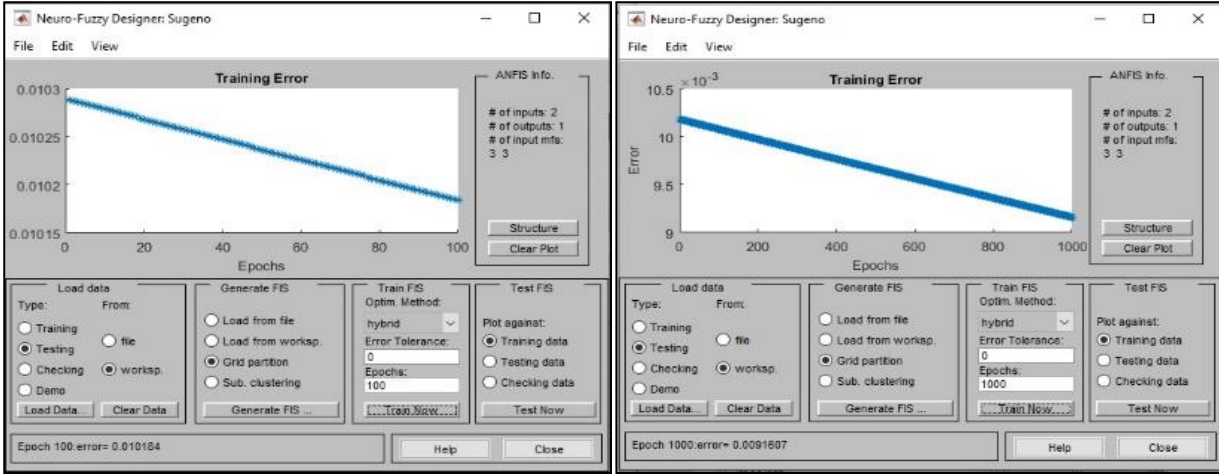 Neuro-Fuzzy Designer: Sugeno
File Edit View
Training Error
0.0103
0.01025
0.0102
0.01015
0 20 40 60 80 100
Epochs
ANFIS Info.
# of inputs: 2
# of outputs: 1
# of input mfs:
3 3
Structure
Clear Plot
Load data
Type: From:
Training
Testing
Checking
Demo
file
worksp.
Load Data... Clear Data
Generate FIS
Load from file
Load from worksp.
Grid partition
Sub. clustering
Generate FIS ...
Train FIS
Optim. Method:
hybrid
Error Tolerance:
0
Epochs:
100
Train Now
Test FIS
Plot against:
Training data
Testing data
Checking data
Test Now
Epoch 100:error= 0.010184
Help Close
Neuro-Fuzzy Designer: Sugeno
File Edit View
Training Error
× 10⁻³
10.5
10
9.5
9
Error
0 200 400 600 800 1000
Epochs
ANFIS Info.
# of inputs: 2
# of outputs: 1
# of input mfs:
3 3
Structure
Clear Plot
Load data
Type: From:
Training
Testing
Checking
Demo
file
worksp.
Load Data... Clear Data
Generate FIS
Load from file
Load from worksp.
Grid partition
Sub. clustering
Generate FIS ...
Train FIS
Optim. Method:
hybrid
Error Tolerance:
0
Epochs:
1000
Train Now
Test FIS
Plot against:
Training data
Testing data
Checking data
Test Now
Epoch 1000:error= 0.0091607
Help Close